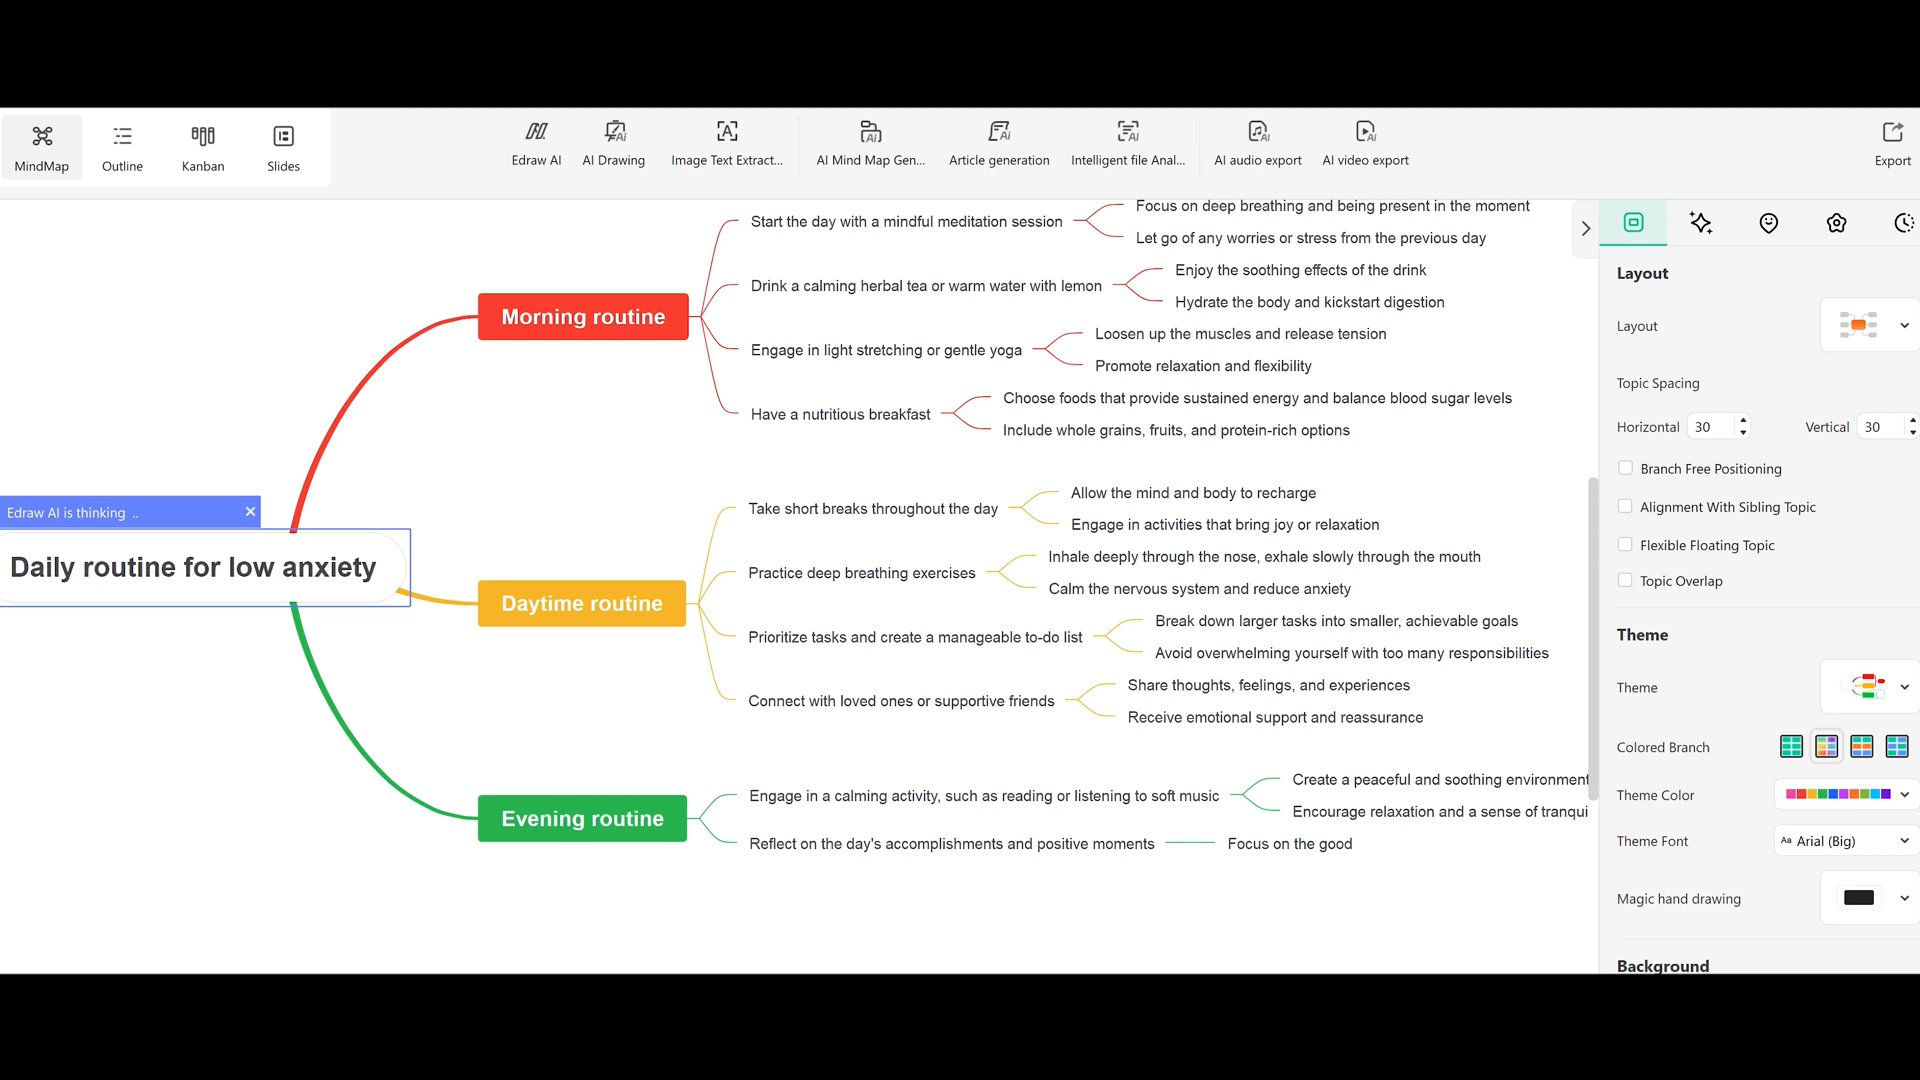 MindMap
Outline
Kanban
Slides
Edraw AI
AI Drawing
Image Text Extract...
AI Mind Map Gen...
Article generation
Intelligent file Anal...
AI audio export
AI video export
Export
Edraw AI is thinking ..
Daily routine for low anxiety
Morning routine
Start the day with a mindful meditation session
Focus on deep breathing and being present in the moment
Let go of any worries or stress from the previous day
Drink a calming herbal tea or warm water with lemon
Enjoy the soothing effects of the drink
Hydrate the body and kickstart digestion
Engage in light stretching or gentle yoga
Loosen up the muscles and release tension
Promote relaxation and flexibility
Have a nutritious breakfast
Choose foods that provide sustained energy and balance blood sugar levels
Include whole grains, fruits, and protein-rich options
Daytime routine
Take short breaks throughout the day
Allow the mind and body to recharge
Engage in activities that bring joy or relaxation
Practice deep breathing exercises
Inhale deeply through the nose, exhale slowly through the mouth
Calm the nervous system and reduce anxiety
Prioritize tasks and create a manageable to-do list
Break down larger tasks into smaller, achievable goals
Avoid overwhelming yourself with too many responsibilities
Connect with loved ones or supportive friends
Share thoughts, feelings, and experiences
Receive emotional support and reassurance
Evening routine
Engage in a calming activity, such as reading or listening to soft music
Create a peaceful and soothing environment
Encourage relaxation and a sense of tranqui
Reflect on the day's accomplishments and positive moments
Focus on the good
Layout
Layout
Topic Spacing
Horizontal 30
Vertical 30
Branch Free Positioning
Alignment With Sibling Topic
Flexible Floating Topic
Topic Overlap
Theme
Theme
Colored Branch
Theme Color
Theme Font
Aa Arial (Big)
Magic hand drawing
Background